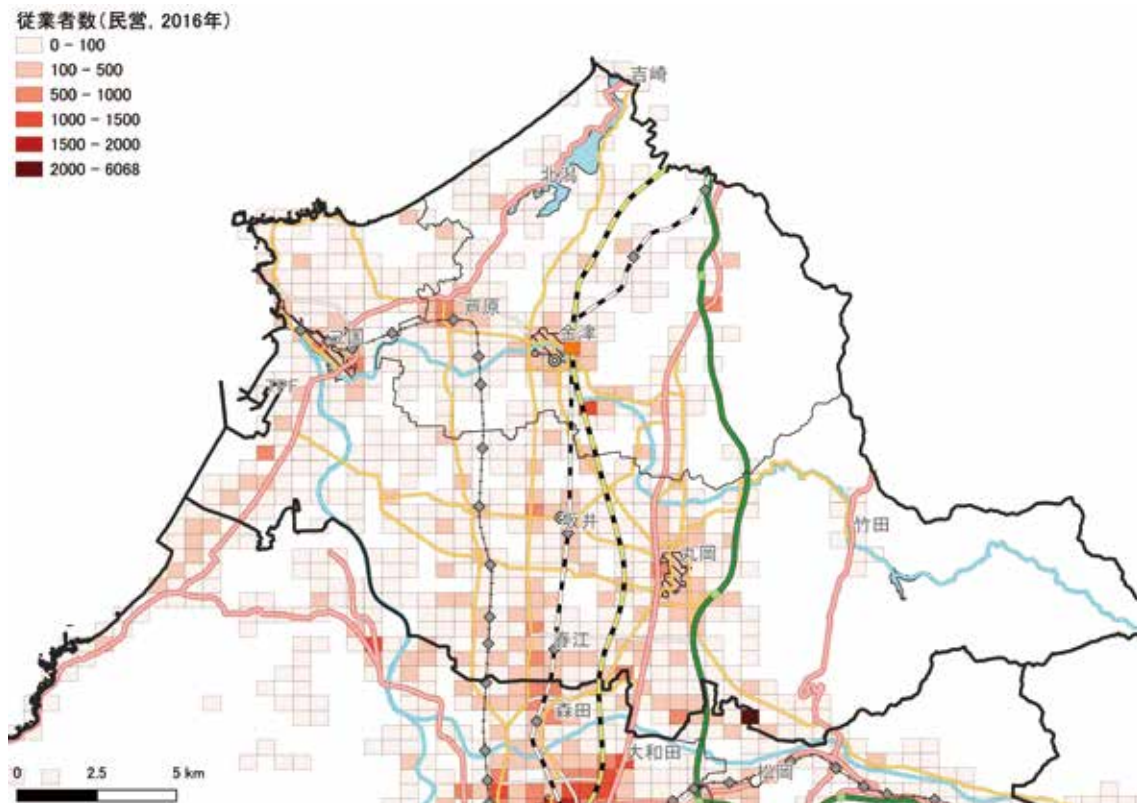 従業者数(民営, 2016年)
0 - 100
100 - 500
500 - 1000
1000 - 1500
1500 - 2000
2000 - 6068
吉崎
北潟
芦原
金津
三国
TPF
坂井
竹田
丸岡
春江
森田
大和田
松岡
0 2.5 5 km